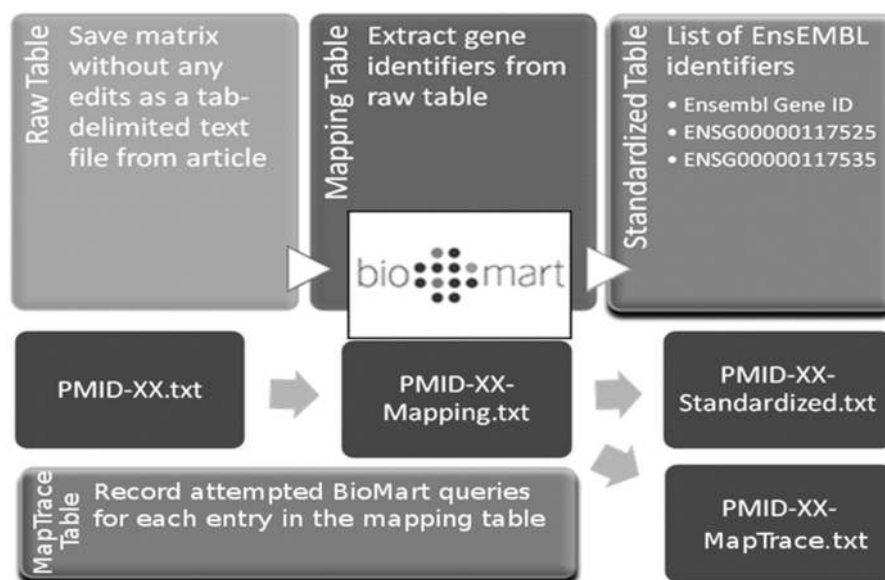 Raw Table
Save matrix
without any
edits as a tab-
delimited text
file from article
Mapping Table
Extract gene
identifiers from
raw table
Standardized Table
List of EnsEMBL
identifiers
• Ensembl Gene ID
• ENSG00000117525
• ENSG00000117535
bio mart
PMID-XX.txt
PMID-XX-
Mapping.txt
PMID-XX-
Standardized.txt
MapTrace
Table
Record attempted BioMart queries
for each entry in the mapping table
PMID-XX-
MapTrace.txt